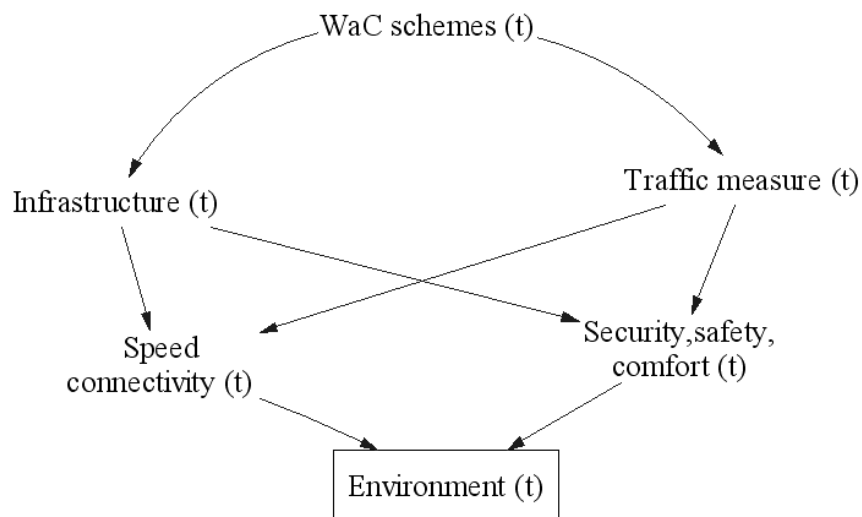 WaC schemes (t)
Traffic measure (t)
Infrastructure (t)
Speed
connectivity (t)
Security,safety,
comfort (t)
Environment (t)